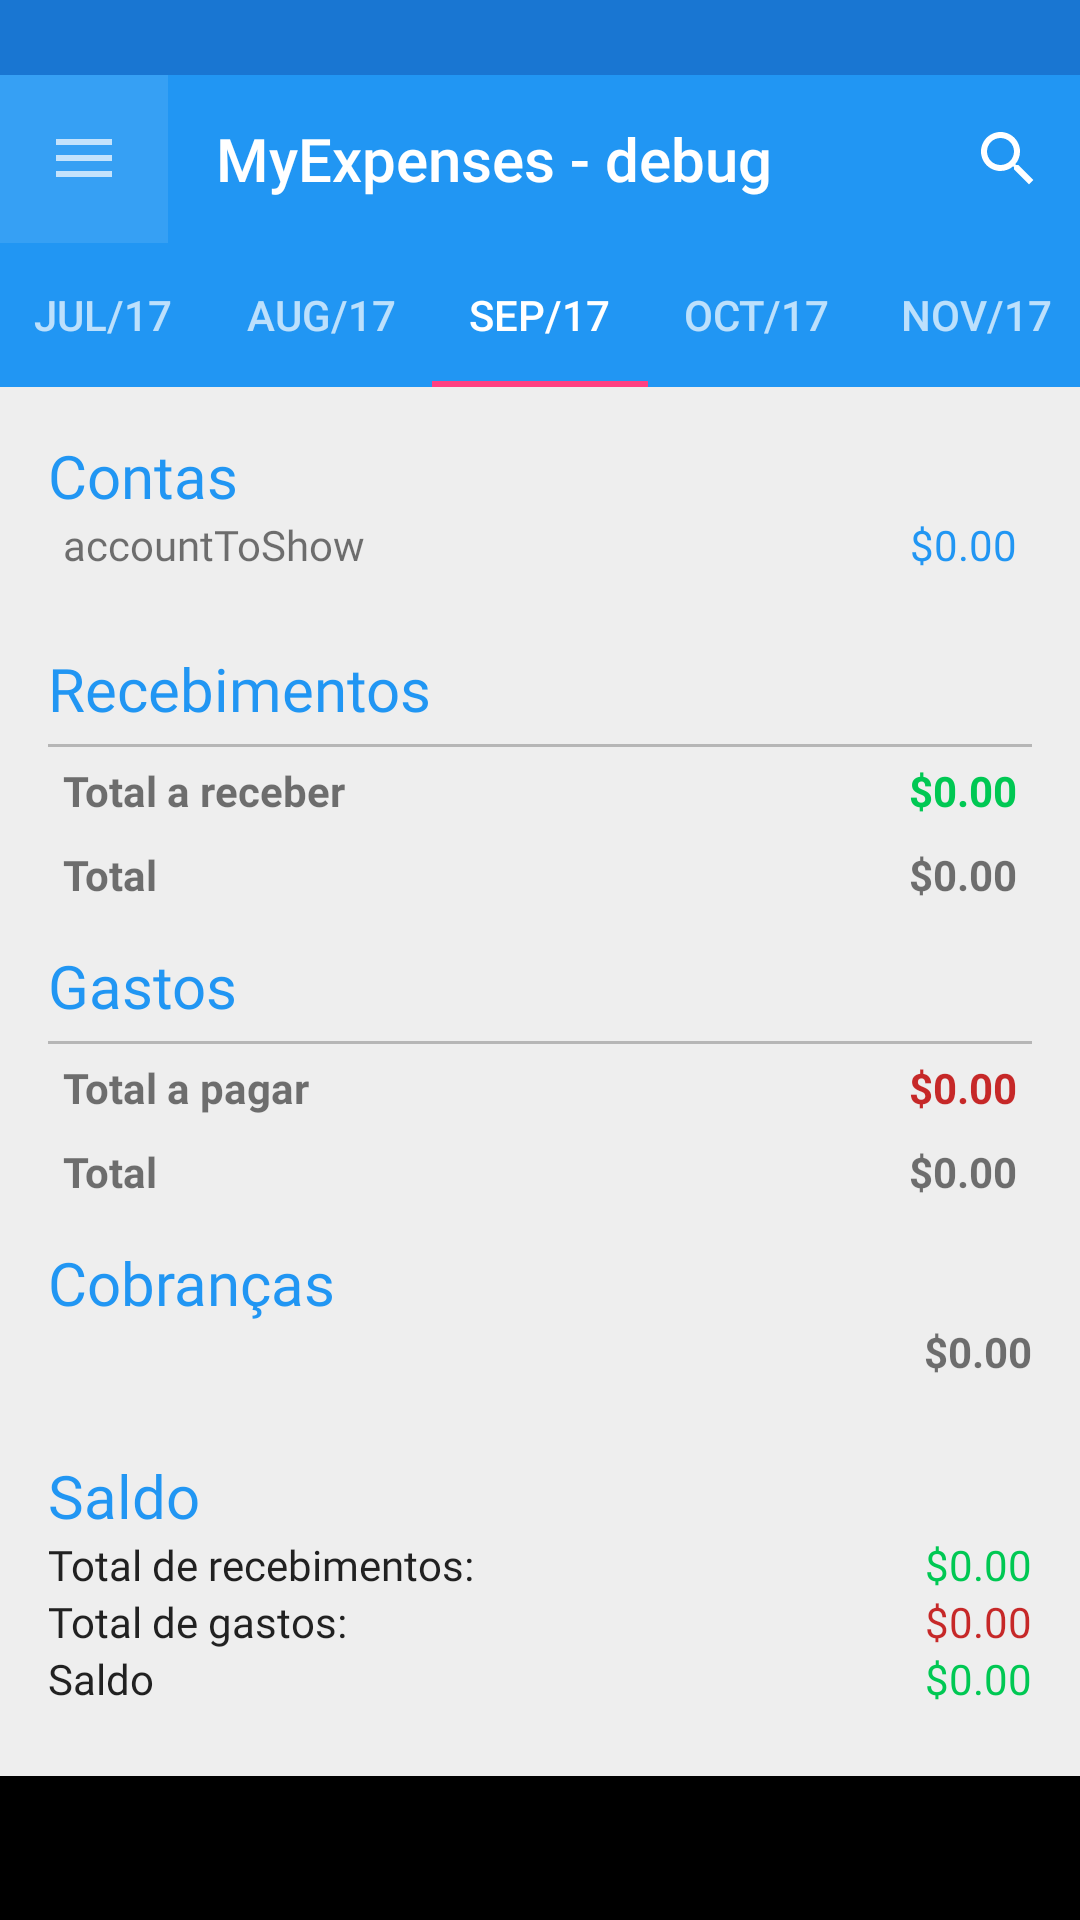 MyExpenses - debug
JUL/17 AUG/17 SEP/17 OCT/17 NOV/17
Contas
accountToShow $0.00
Recebimentos
Total a receber $0.00
Total $0.00
Gastos
Total a pagar $0.00
Total $0.00
Cobranças
$0.00
Saldo
Total de recebimentos: $0.00
Total de gastos: $0.00
Saldo $0.00